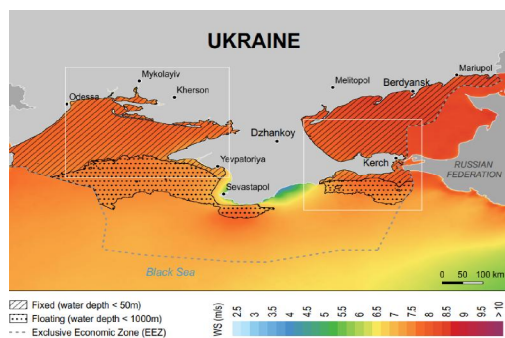 UKRAINE
Mariupol
Mykolayiv
Melitopol
Berdyansk
Odessa
Kherson
Dzhankoy
Yevpatoriya
Kerch
RUSSIAN
FEDERATION
Sevastapol
Black Sea
0 50 100 km
Fixed (water depth < 50m)
Floating (water depth < 1000m)
Exclusive Economic Zone (EEZ)
WS (m/s)
2.5 3 3.5 4 4.5 5 5.5 6 6.5 7 7.5 8 8.5 9 9.5 > 10